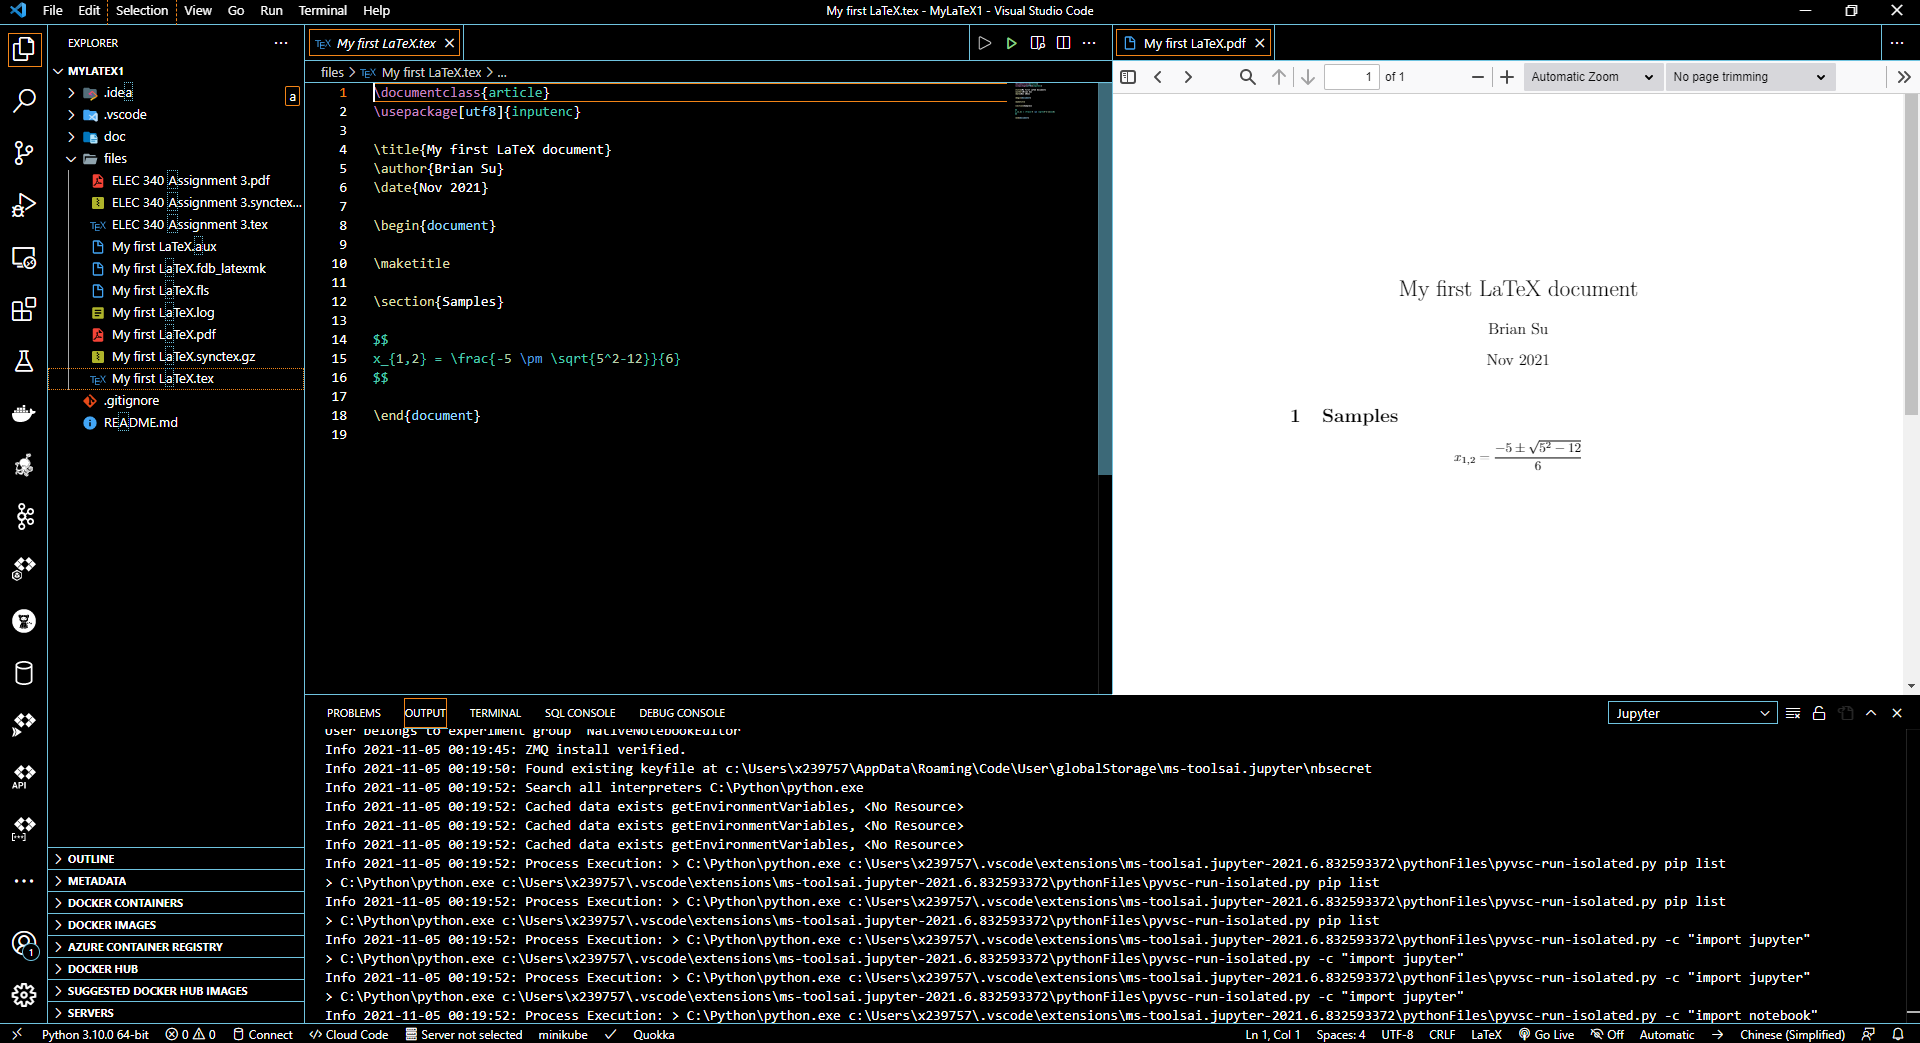 File Edit Selection View Go Run Terminal Help
My first LaTeX.tex - MyLaTeX1 - Visual Studio Code
EXPLORER
MYLATEX1
a
.idea
.vscode
doc
files
ELEC 340 Assignment 3.pdf
ELEC 340 Assignment 3.synctex...
ELEC 340 Assignment 3.tex
My first LaTeX.aux
My first LaTeX.fdb_latexmk
My first LaTeX.fls
My first LaTeX.log
My first LaTeX.pdf
My first LaTeX.synctex.gz
My first LaTeX.tex
.gitignore
README.md
OUTLINE
METADATA
DOCKER CONTAINERS
DOCKER IMAGES
AZURE CONTAINER REGISTRY
DOCKER HUB
SUGGESTED DOCKER HUB IMAGES
SERVERS
API
1
My first LaTeX.tex
files > My first LaTeX.tex > ...
1 \documentclass{article}
2 \usepackage[utf8]{inputenc}
3
4 \title{My first LaTeX document}
5 \author{Brian Su}
6 \date{Nov 2021}
7
8 \begin{document}
9
10 \maketitle
11
12 \section{Samples}
13
14 $$
15 x_{1,2} = \frac{-5 \pm \sqrt{5^2-12}}{6}
16 $$
17
18 \end{document}
19
My first LaTeX.pdf
1 of 1
Automatic Zoom
No page trimming
My first LaTeX document
Brian Su
Nov 2021
1 Samples
x₁,₂ = (−5 ± √(5² − 12)) / 6
PROBLEMS OUTPUT TERMINAL SQL CONSOLE DEBUG CONSOLE
Jupyter
User belongs to experiment group 'NativeNotebookEditor'
Info 2021-11-05 00:19:45: ZMQ install verified.
Info 2021-11-05 00:19:50: Found existing keyfile at c:\Users\x239757\AppData\Roaming\Code\User\globalStorage\ms-toolsai.jupyter\nbsecret
Info 2021-11-05 00:19:52: Search all interpreters C:\Python\python.exe
Info 2021-11-05 00:19:52: Cached data exists getEnvironmentVariables, <No Resource>
Info 2021-11-05 00:19:52: Cached data exists getEnvironmentVariables, <No Resource>
Info 2021-11-05 00:19:52: Cached data exists getEnvironmentVariables, <No Resource>
Info 2021-11-05 00:19:52: Process Execution: > C:\Python\python.exe c:\Users\x239757\.vscode\extensions\ms-toolsai.jupyter-2021.6.832593372\pythonFiles\pyvsc-run-isolated.py pip list
> C:\Python\python.exe c:\Users\x239757\.vscode\extensions\ms-toolsai.jupyter-2021.6.832593372\pythonFiles\pyvsc-run-isolated.py pip list
Info 2021-11-05 00:19:52: Process Execution: > C:\Python\python.exe c:\Users\x239757\.vscode\extensions\ms-toolsai.jupyter-2021.6.832593372\pythonFiles\pyvsc-run-isolated.py pip list
> C:\Python\python.exe c:\Users\x239757\.vscode\extensions\ms-toolsai.jupyter-2021.6.832593372\pythonFiles\pyvsc-run-isolated.py pip list
Info 2021-11-05 00:19:52: Process Execution: > C:\Python\python.exe c:\Users\x239757\.vscode\extensions\ms-toolsai.jupyter-2021.6.832593372\pythonFiles\pyvsc-run-isolated.py -c "import jupyter"
> C:\Python\python.exe c:\Users\x239757\.vscode\extensions\ms-toolsai.jupyter-2021.6.832593372\pythonFiles\pyvsc-run-isolated.py -c "import jupyter"
Info 2021-11-05 00:19:52: Process Execution: > C:\Python\python.exe c:\Users\x239757\.vscode\extensions\ms-toolsai.jupyter-2021.6.832593372\pythonFiles\pyvsc-run-isolated.py -c "import jupyter"
> C:\Python\python.exe c:\Users\x239757\.vscode\extensions\ms-toolsai.jupyter-2021.6.832593372\pythonFiles\pyvsc-run-isolated.py -c "import jupyter"
Info 2021-11-05 00:19:52: Process Execution: > C:\Python\python.exe c:\Users\x239757\.vscode\extensions\ms-toolsai.jupyter-2021.6.832593372\pythonFiles\pyvsc-run-isolated.py -c "import notebook"
Python 3.10.0 64-bit 0 0 Connect Cloud Code Server not selected minikube Quokka Ln 1, Col 1 Spaces: 4 UTF-8 CRLF LaTeX Go Live Off Automatic Chinese (Simplified)